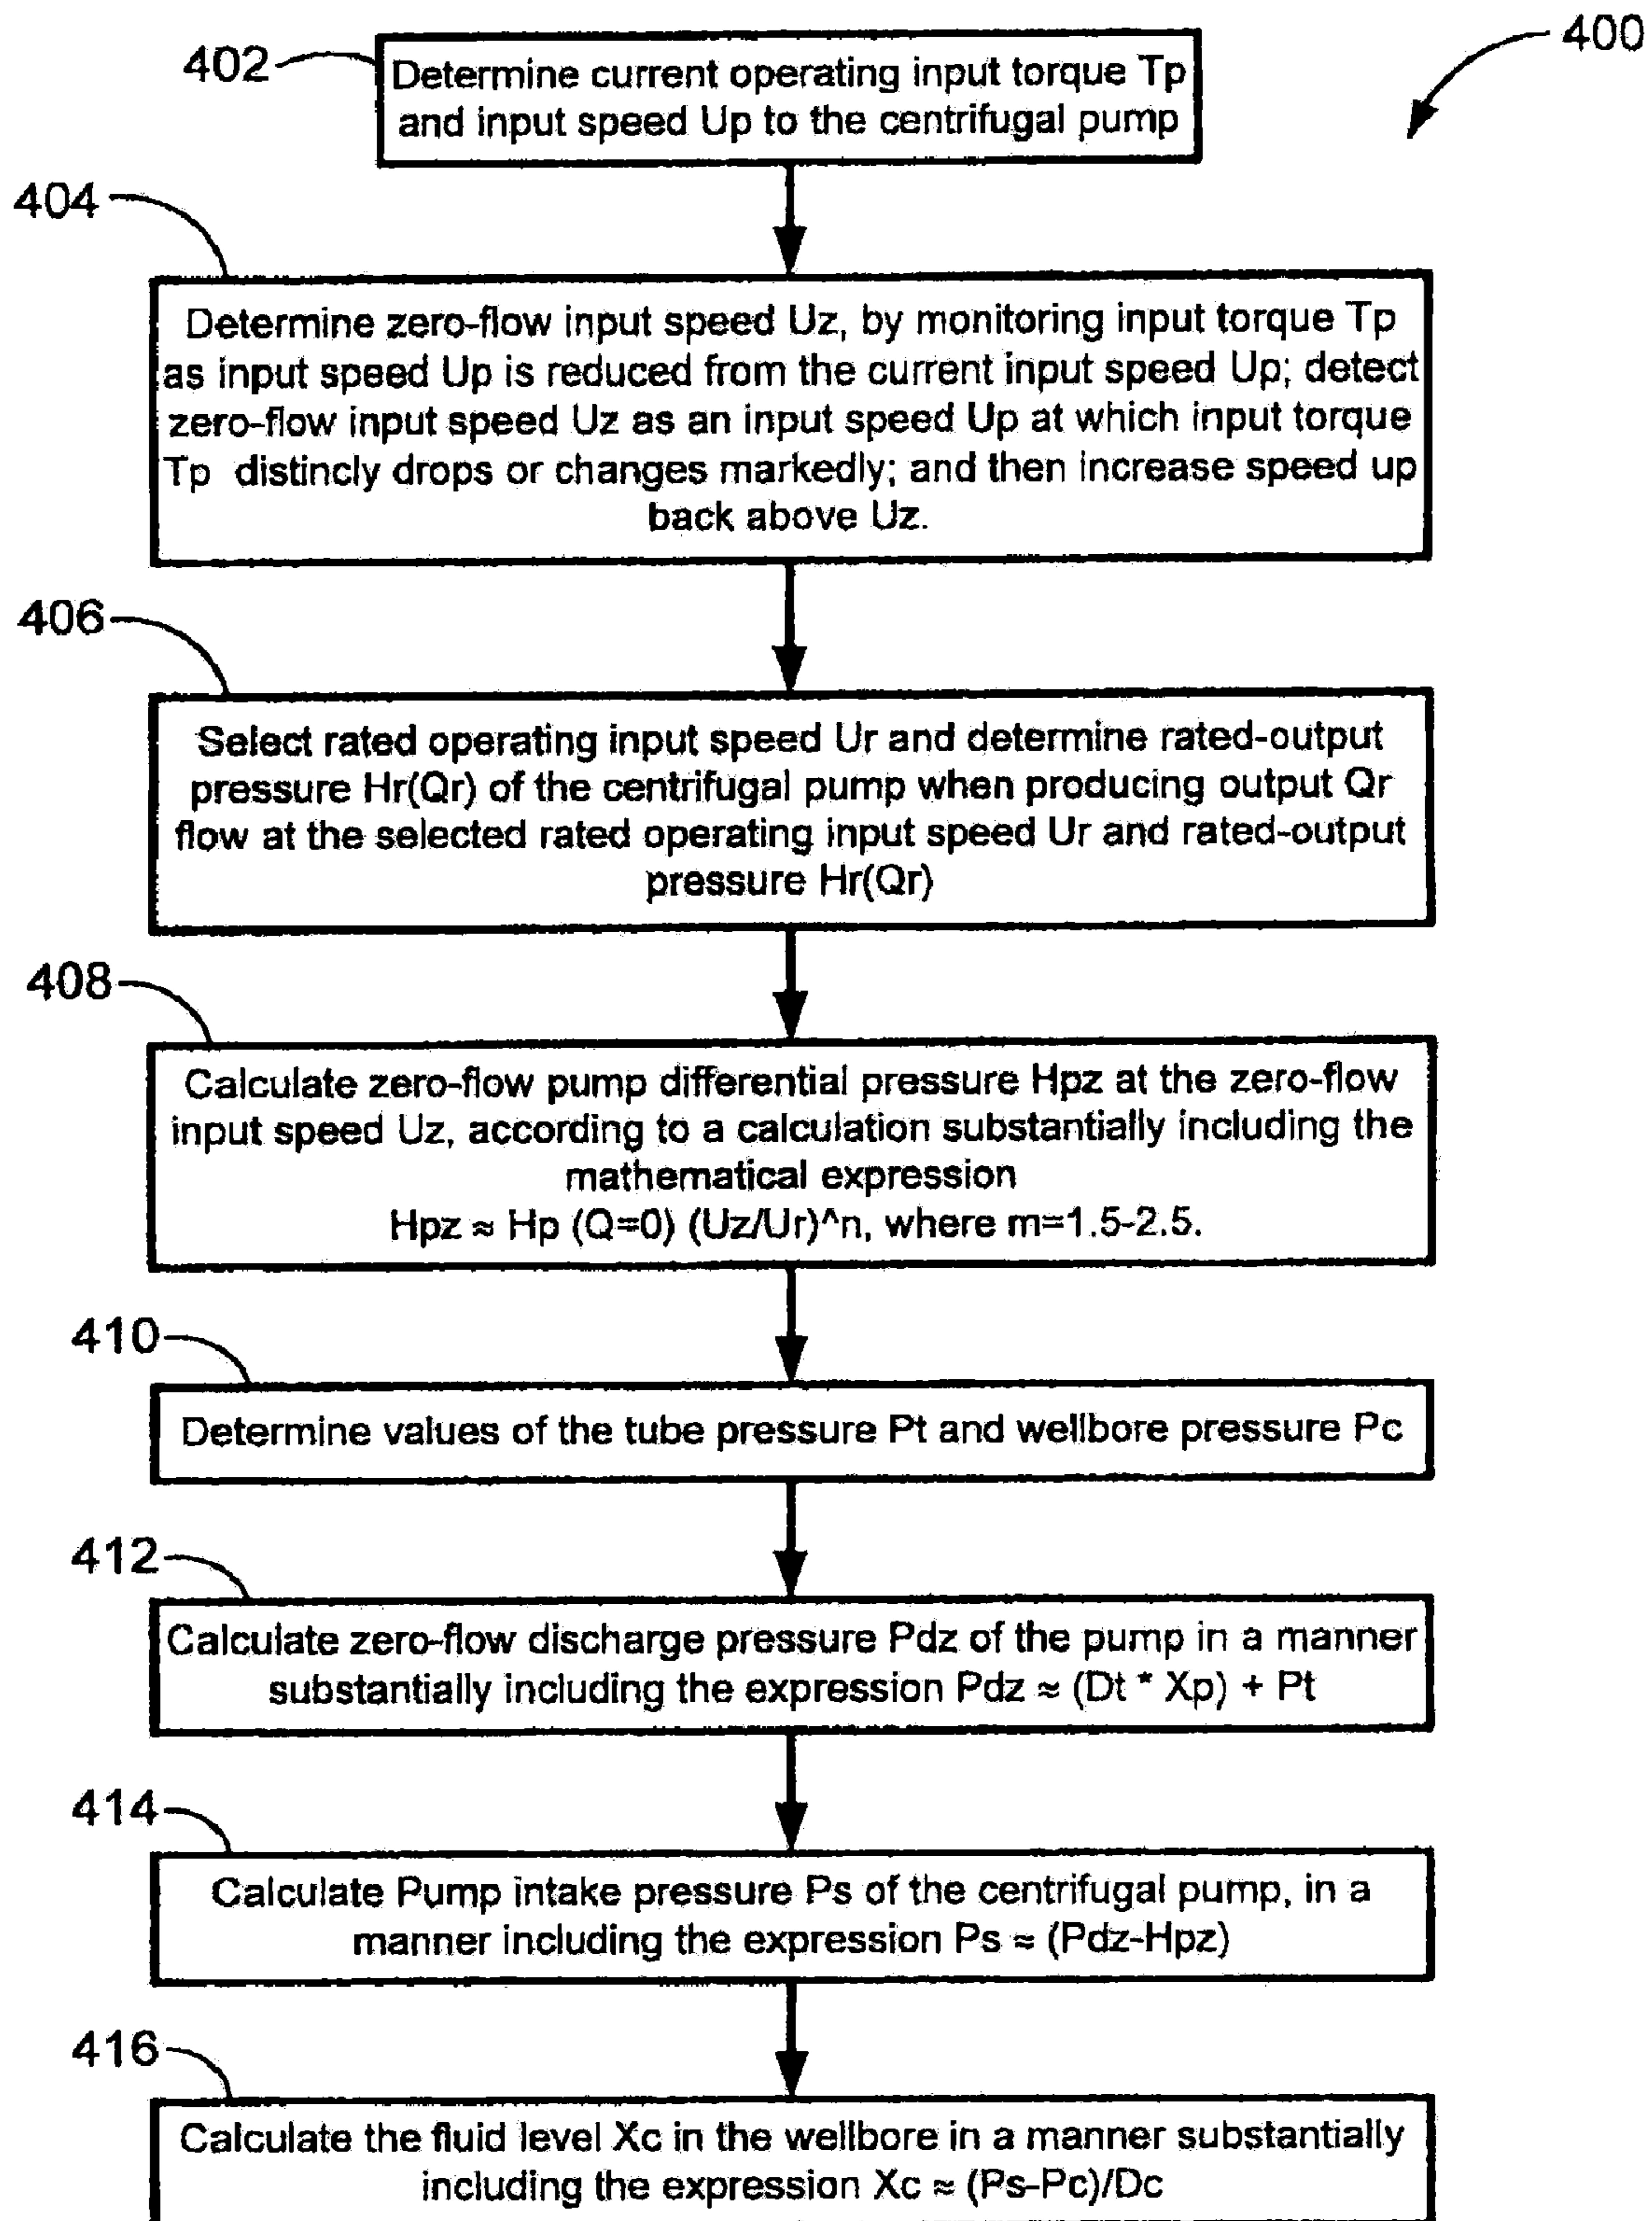 400
402
Determine current operating input torque Tp
and input speed Up to the centrifugal pump
404
Determine zero-flow input speed Uz, by monitoring input torque Tp
as input speed Up is reduced from the current input speed Up; detect
zero-flow input speed Uz as an input speed Up at which input torque
Tp distincly drops or changes markedly; and then increase speed up
back above Uz.
406
Select rated operating input speed Ur and determine rated-output
pressure Hr(Qr) of the centrifugal pump when producing output Qr
flow at the selected rated operating input speed Ur and rated-output
pressure Hr(Qr)
408
Calculate zero-flow pump differential pressure Hpz at the zero-flow
input speed Uz, according to a calculation substantially including the
mathematical expression
Hpz ≈ Hp (Q=0) (Uz/Ur)^n, where m=1.5-2.5.
410
Determine values of the tube pressure Pt and wellbore pressure Pc
412
Calculate zero-flow discharge pressure Pdz of the pump in a manner
substantially including the expression Pdz ≈ (Dt * Xp) + Pt
414
Calculate Pump intake pressure Ps of the centrifugal pump, in a
manner including the expression Ps ≈ (Pdz-Hpz)
416
Calculate the fluid level Xc in the wellbore in a manner substantially
including the expression Xc ≈ (Ps-Pc)/Dc